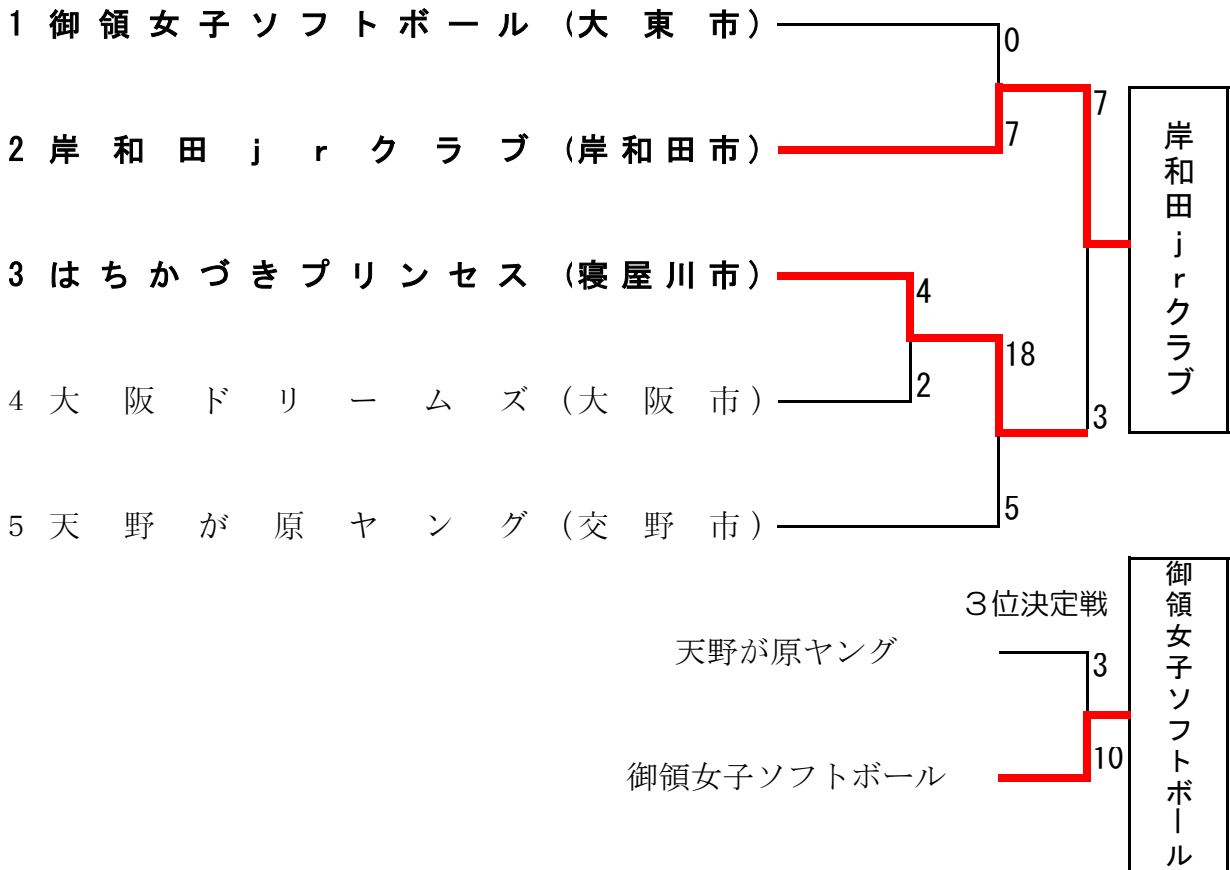 1 御領女子ソフトボール (大東市)
0
7
2 岸和田jrクラブ (岸和田市)
7
岸和田jrクラブ
3 はちかづきプリンセス (寝屋川市)
4
18
4 大阪ドリームズ (大阪市)
2
3
5 天野が原ヤング (交野市)
5
3位決定戦
天野が原ヤング
3
御領女子ソフトボール
10
御領女子ソフトボール